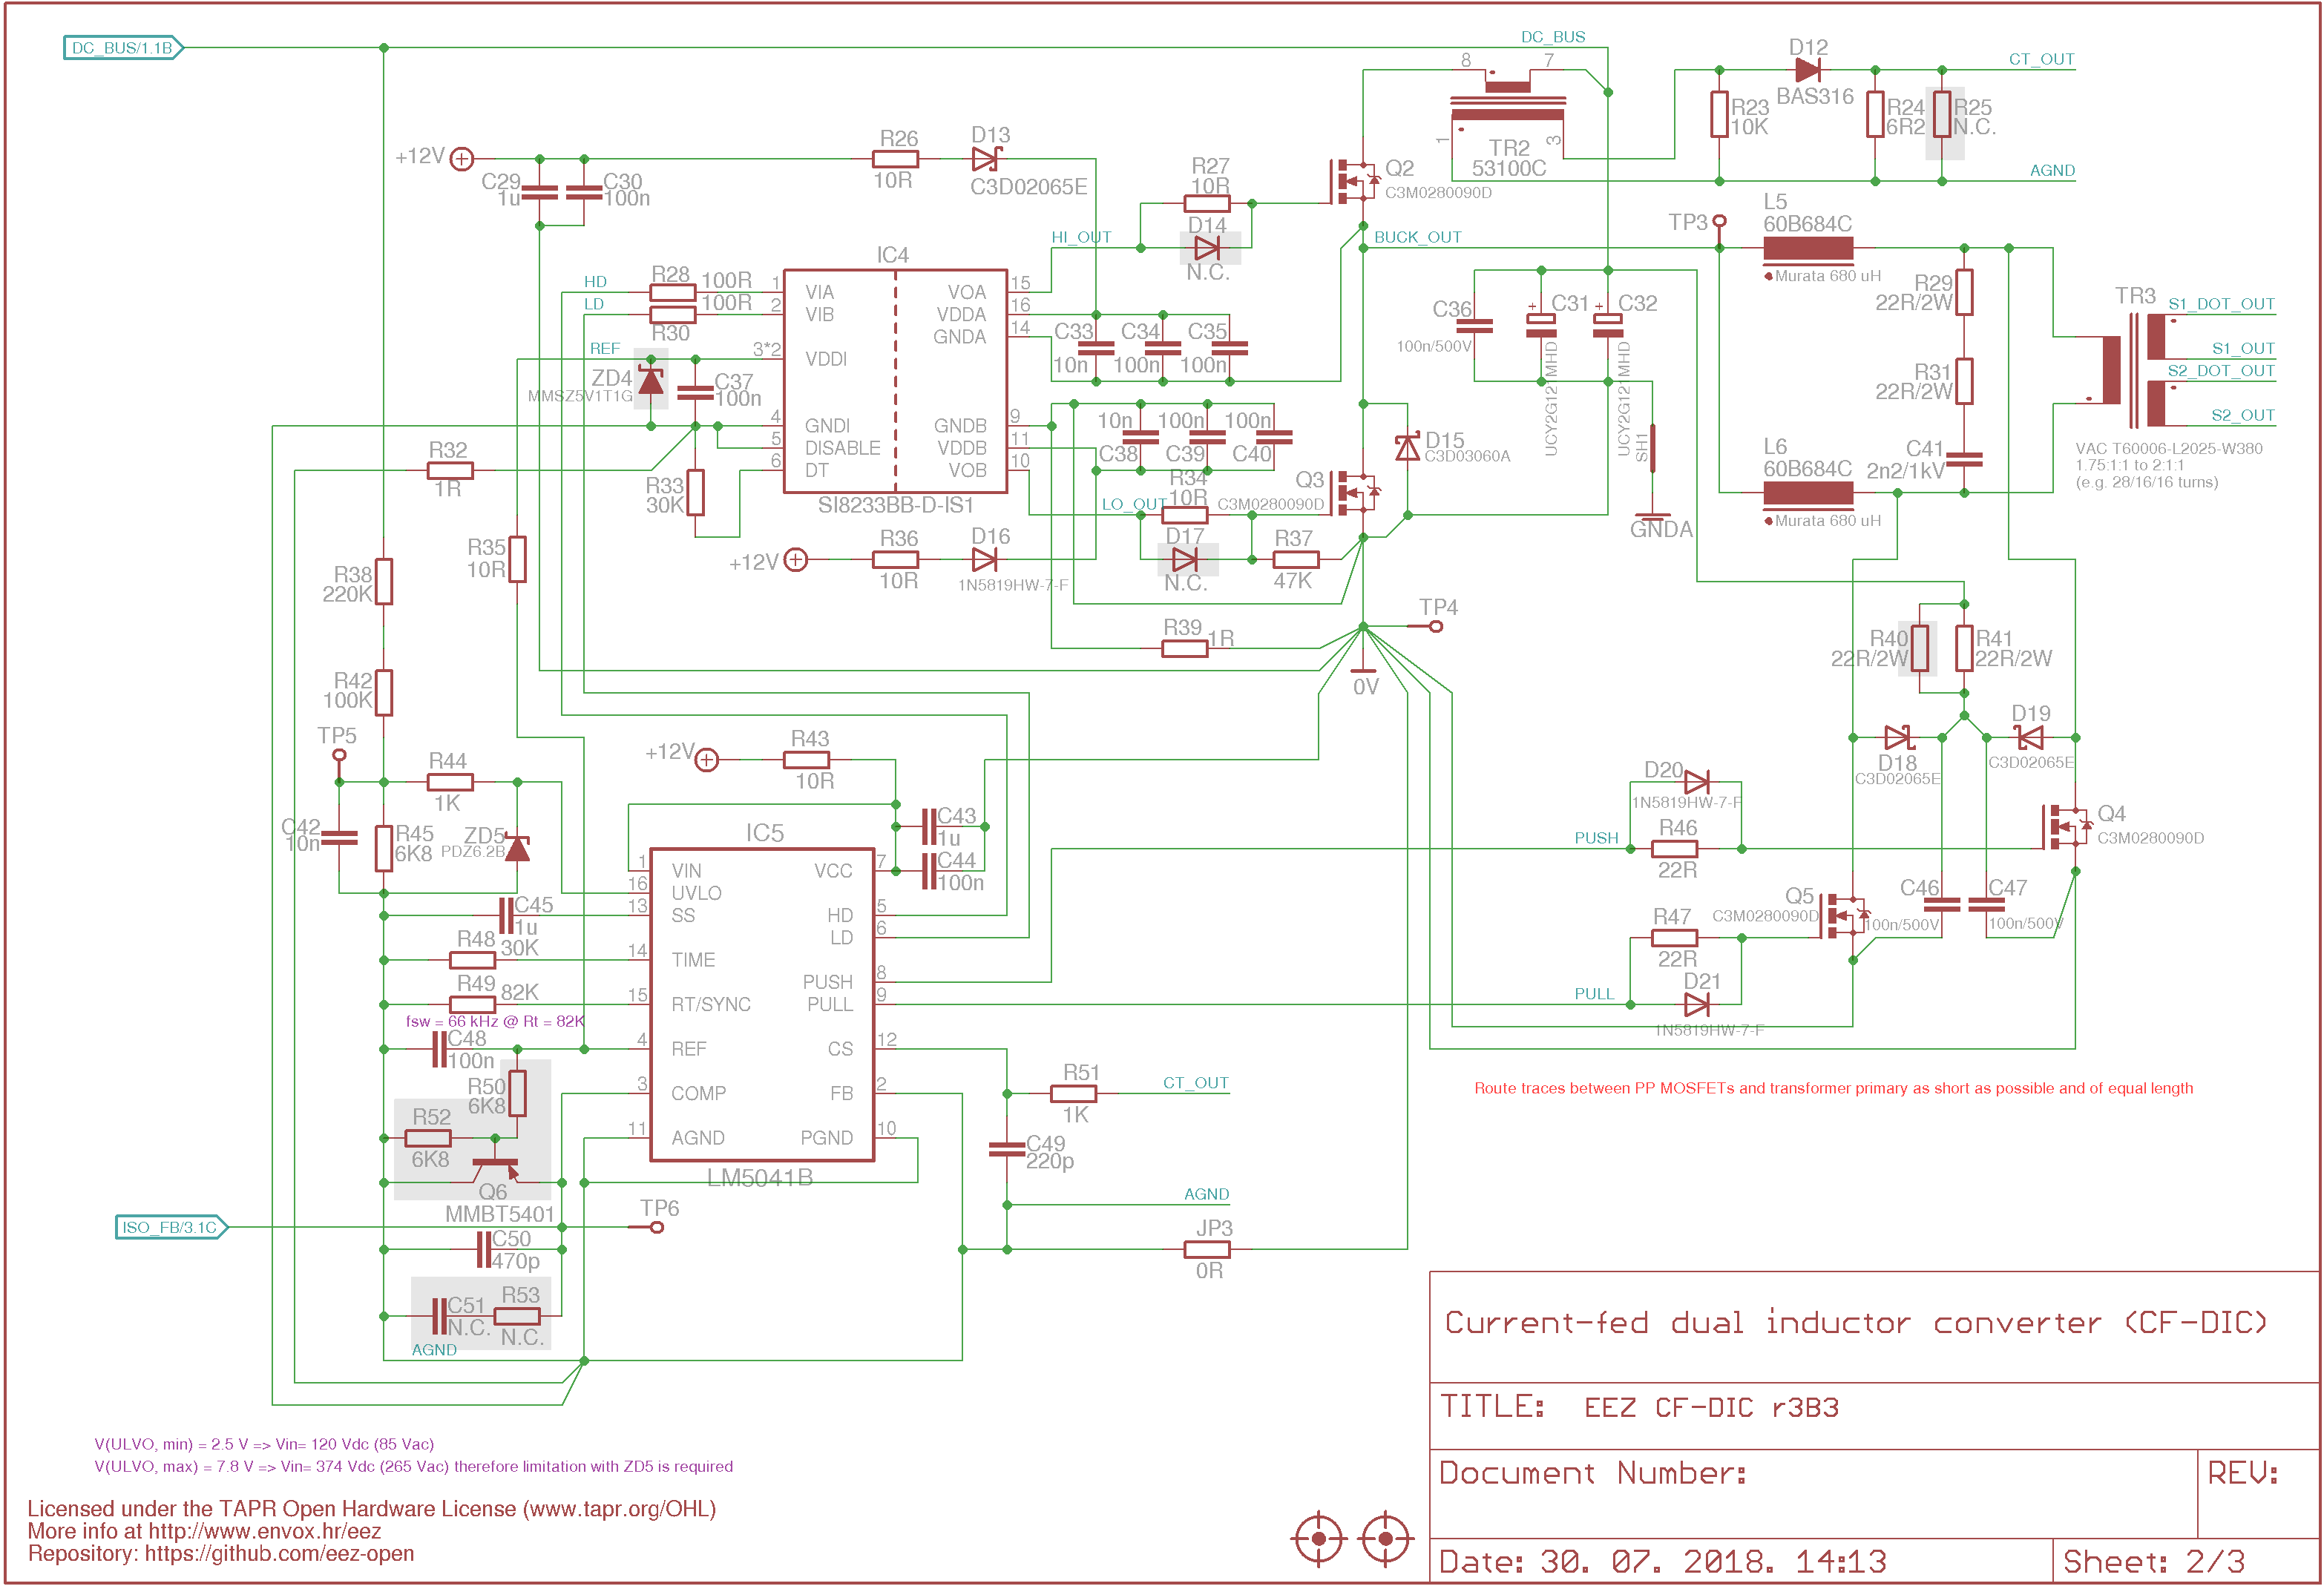 DC_BUS/1.1B
DC_BUS
8
7
1
3
TR2
53100C
D12
BAS316
CT_OUT
R23
10K
R24
6R2
R25
N.C.
AGND
+12V
C29
1u
C30
100n
R26
10R
D13
C3D02065E
R27
10R
D14
N.C.
HI_OUT
Q2
C3M0280090D
BUCK_OUT
TP3
L5
60B684C
Murata 680 uH
HD
R28
100R
LD
R30
100R
REF
ZD4
MMSZ5V1T1G
C37
100n
IC4
1
2
3*2
4
5
6
VIA
VIB
VDDI
GNDI
DISABLE
DT
VOA
VDDA
GNDA
GNDB
VDDB
VOB
15
16
14
9
11
10
SI8233BB-D-IS1
C33
10n
C34
100n
C35
100n
10n
C38
100n
C39
100n
C40
C36
100n/500V
C31
UCY2G121MHD
C32
UCY2G121MHD
SH1
GNDA
D15
C3D03060A
R29
22R/2W
R31
22R/2W
C41
2n2/1kV
L6
60B684C
Murata 680 uH
TR3
S1_DOT_OUT
S1_OUT
S2_DOT_OUT
S2_OUT
VAC T60006-L2025-W380
1.75:1:1 to 2:1:1
(e.g. 28/16/16 turns)
R32
1R
R33
30K
R34
10R
LO_OUT
Q3
C3M0280090D
D17
N.C.
R37
47K
+12V
R36
10R
D16
1N5819HW-7-F
R35
10R
R38
220K
R42
100K
R39
1R
TP4
0V
R40
22R/2W
R41
22R/2W
D18
C3D02065E
D19
C3D02065E
TP5
R44
1K
C42
10n
R45
6K8
ZD5
PDZ6.2B
+12V
R43
10R
C43
1u
C44
100n
D20
1N5819HW-7-F
PUSH
R46
22R
Q4
C3M0280090D
R47
22R
PULL
D21
1N5819HW-7-F
Q5
C3M0280090D
C46
100n/500V
C47
100n/500V
IC5
1
16
13
14
15
4
3
11
VIN
UVLO
SS
TIME
RT/SYNC
REF
COMP
AGND
VCC
HD
LD
PUSH
PULL
CS
FB
PGND
7
5
6
8
9
12
2
10
LM5041B
C45
1u
R48
30K
R49
82K
fsw = 66 kHz @ Rt = 82K
C48
100n
R50
6K8
R52
6K8
Q6
MMBT5401
R51
1K
CT_OUT
C49
220p
AGND
JP3
0R
TP6
ISO_FB/3.1C
C50
470p
C51
N.C.
R53
N.C.
AGND
Route traces between PP MOSFETs and transformer primary as short as possible and of equal length
V(ULVO, min) = 2.5 V => Vin= 120 Vdc (85 Vac)
V(ULVO, max) = 7.8 V => Vin= 374 Vdc (265 Vac) therefore limitation with ZD5 is required
Licensed under the TAPR Open Hardware License (www.tapr.org/OHL)
More info at http://www.envox.hr/eez
Repository: https://github.com/eez-open
Current-fed dual inductor converter (CF-DIC)
TITLE: EEZ CF-DIC r3B3
Document Number:
REV:
Date: 30. 07. 2018. 14:13
Sheet: 2/3